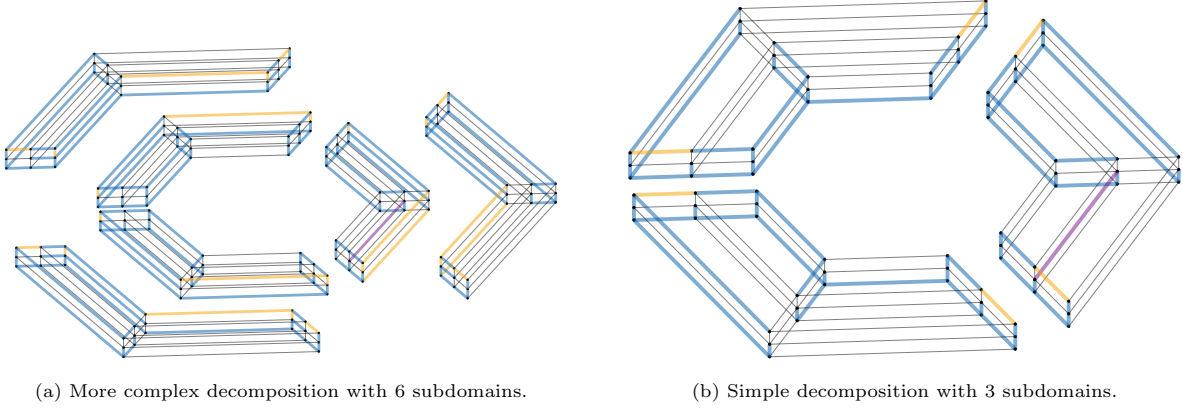 (a) More complex decomposition with 6 subdomains.
(b) Simple decomposition with 3 subdomains.